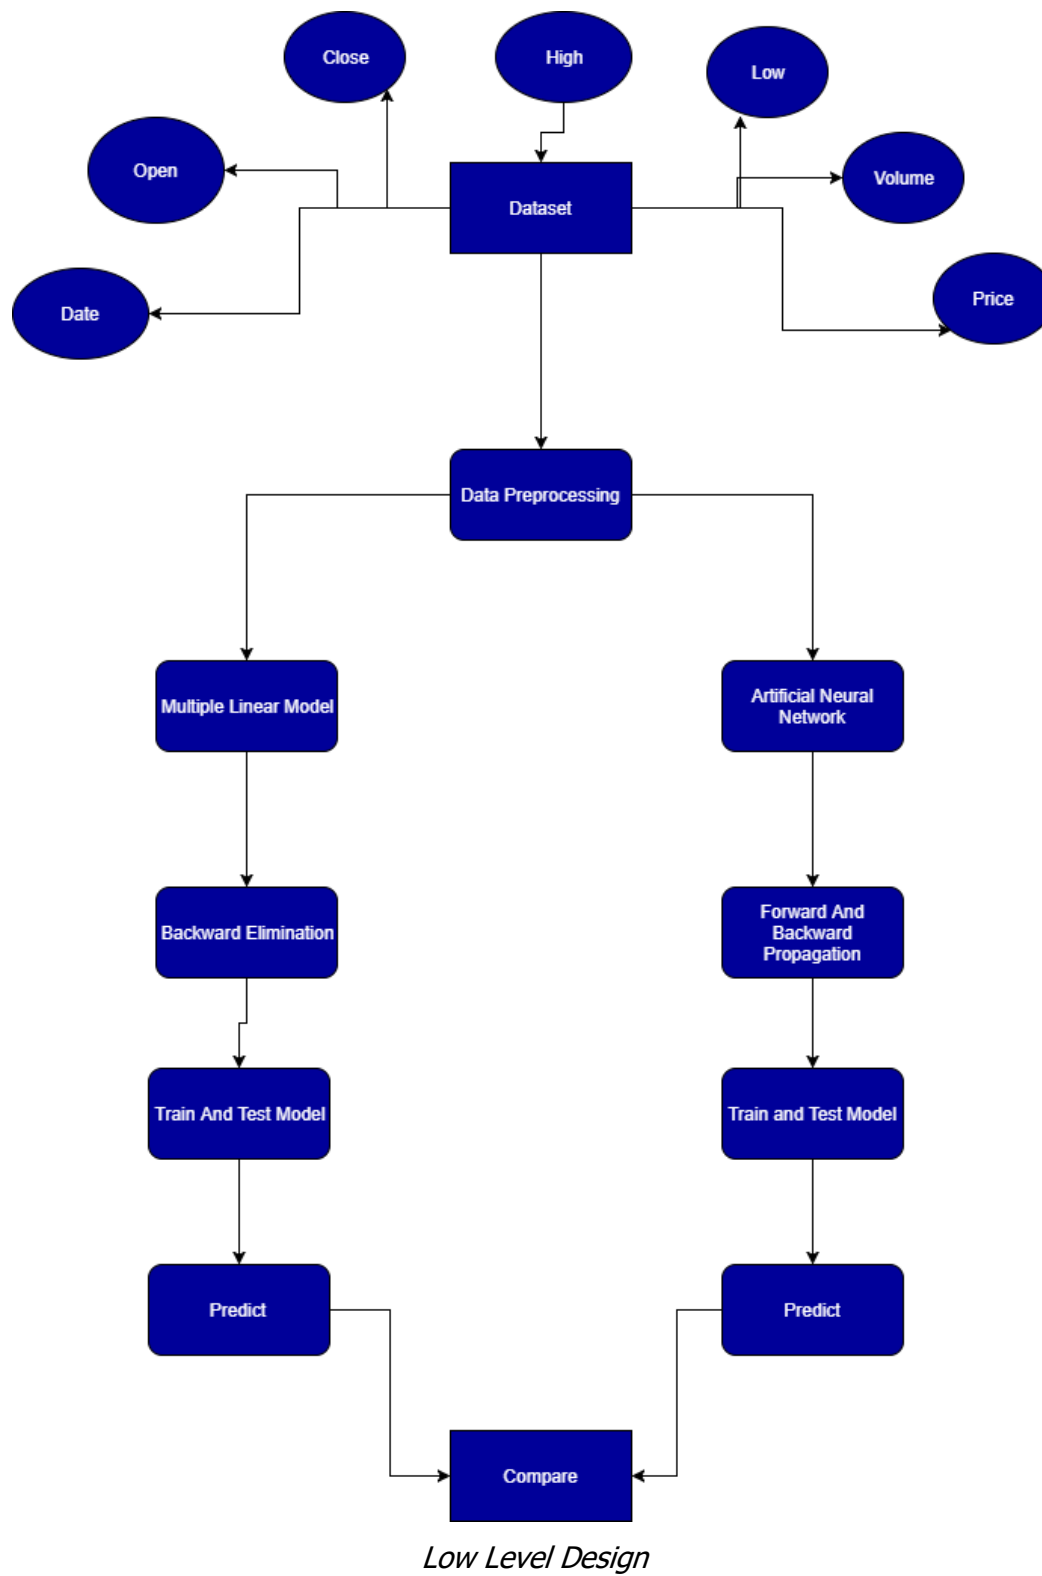 Close
High
Low
Open
Volume
Dataset
Date
Price
Data Preprocessing
Multiple Linear Model
Artificial Neural
Network
Backward Elimination
Forward And
Backward
Propagation
Train And Test Model
Train and Test Model
Predict
Predict
Compare
Low Level Design